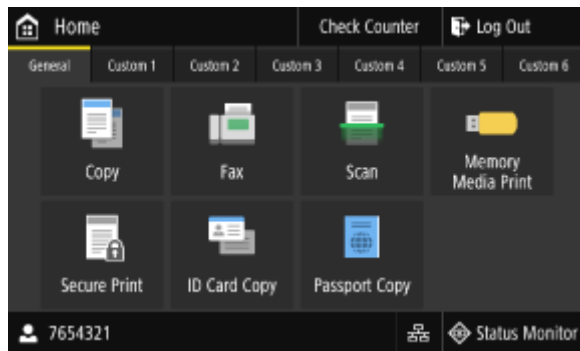 Home
Check Counter
Log Out
General
Custom 1
Custom 2
Custom 3
Custom 4
Custom 5
Custom 6
Copy
Fax
Scan
Memory
Media Print
Secure Print
ID Card Copy
Passport Copy
7654321
Status Monitor